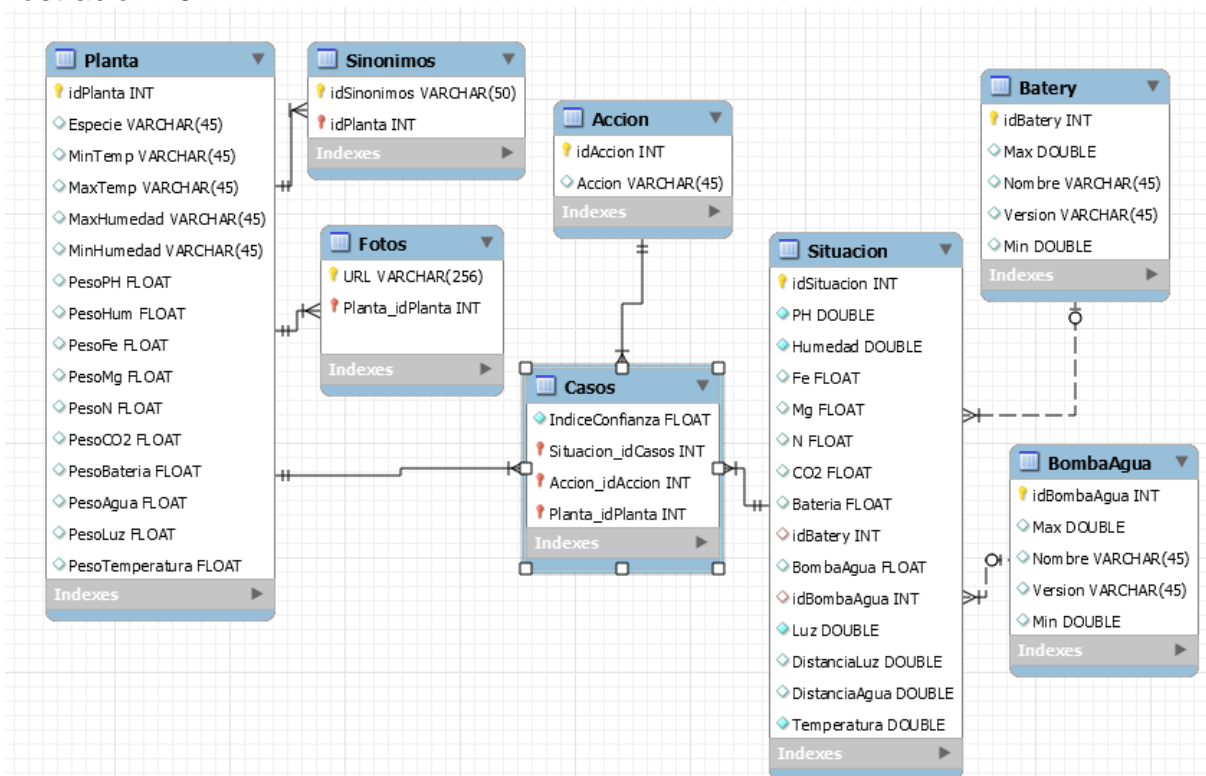 Planta
idPlanta INT
Especie VARCHAR(45)
MinTemp VARCHAR(45)
MaxTemp VARCHAR(45)
MaxHumedad VARCHAR(45)
MinHumedad VARCHAR(45)
PesoPH FLOAT
PesoHum FLOAT
PesoFe FLOAT
PesoMg FLOAT
PesoN FLOAT
PesoCO2 FLOAT
PesoBateria FLOAT
PesoAgua FLOAT
PesoLuz FLOAT
PesoTemperatura FLOAT
Indexes
Sinonimos
idSinonimos VARCHAR(50)
idPlanta INT
Indexes
Fotos
URL VARCHAR(256)
Planta_idPlanta INT
Indexes
Accion
idAccion INT
Accion VARCHAR(45)
Indexes
Casos
IndiceConfianza FLOAT
Situacion_idCasos INT
Accion_idAccion INT
Planta_idPlanta INT
Indexes
Situacion
idSituacion INT
PH DOUBLE
Humedad DOUBLE
Fe FLOAT
Mg FLOAT
N FLOAT
CO2 FLOAT
Bateria FLOAT
idBatery INT
BombaAgua FLOAT
idBombaAgua INT
Luz DOUBLE
DistanciaLuz DOUBLE
DistanciaAgua DOUBLE
Temperatura DOUBLE
Indexes
Batery
idBatery INT
Max DOUBLE
Nombre VARCHAR(45)
Version VARCHAR(45)
Min DOUBLE
Indexes
BombaAgua
idBombaAgua INT
Max DOUBLE
Nombre VARCHAR(45)
Version VARCHAR(45)
Min DOUBLE
Indexes